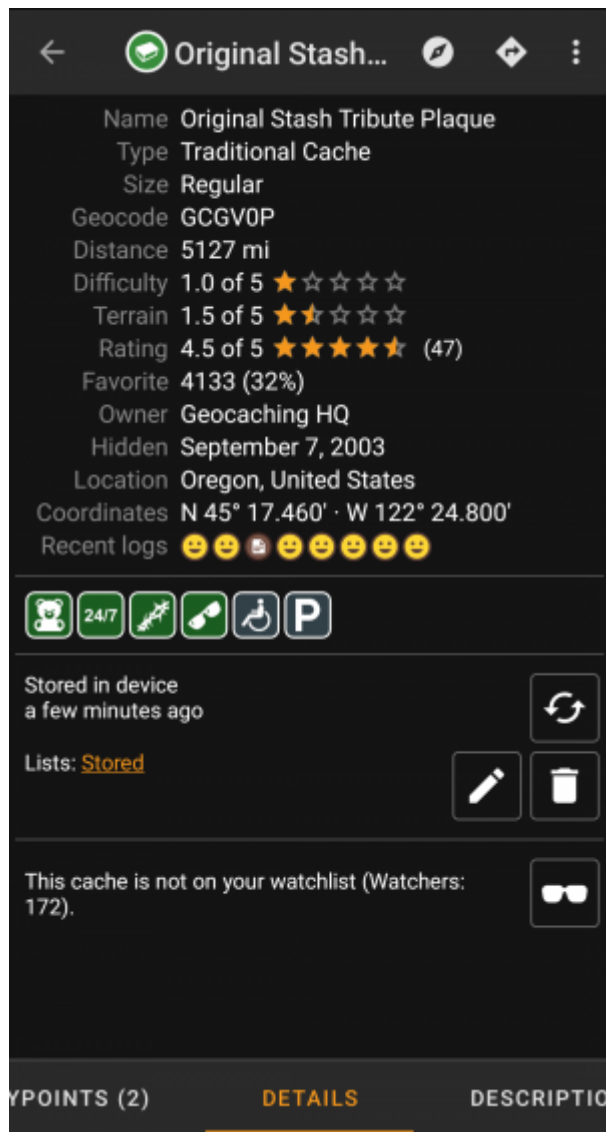 Original Stash...
Name Original Stash Tribute Plaque
Type Traditional Cache
Size Regular
Geocode GCGV0P
Distance 5127 mi
Difficulty 1.0 of 5
Terrain 1.5 of 5
Rating 4.5 of 5 (47)
Favorite 4133 (32%)
Owner Geocaching HQ
Hidden September 7, 2003
Location Oregon, United States
Coordinates N 45° 17.460' · W 122° 24.800'
Recent logs
24/7 P
Stored in device
a few minutes ago
Lists: Stored
This cache is not on your watchlist (Watchers:
172).
YPOINTS (2) DETAILS DESCRIPTIO